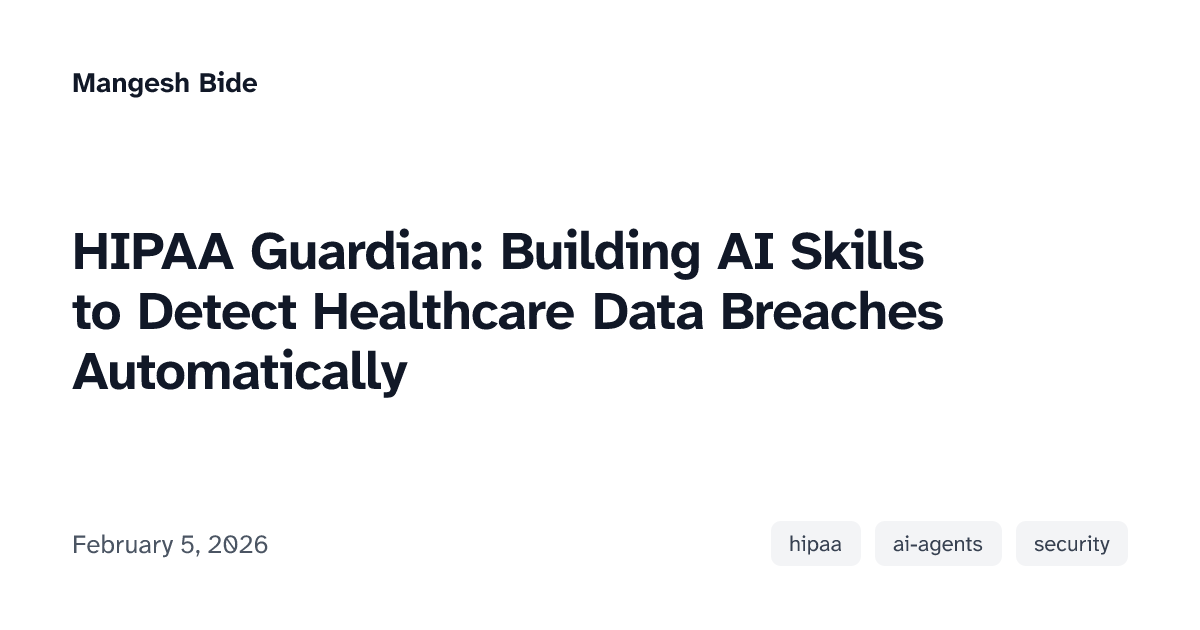 Mangesh Bide
HIPAA Guardian: Building AI Skills
to Detect Healthcare Data Breaches
Automatically
February 5, 2026
hipaa
ai-agents
security